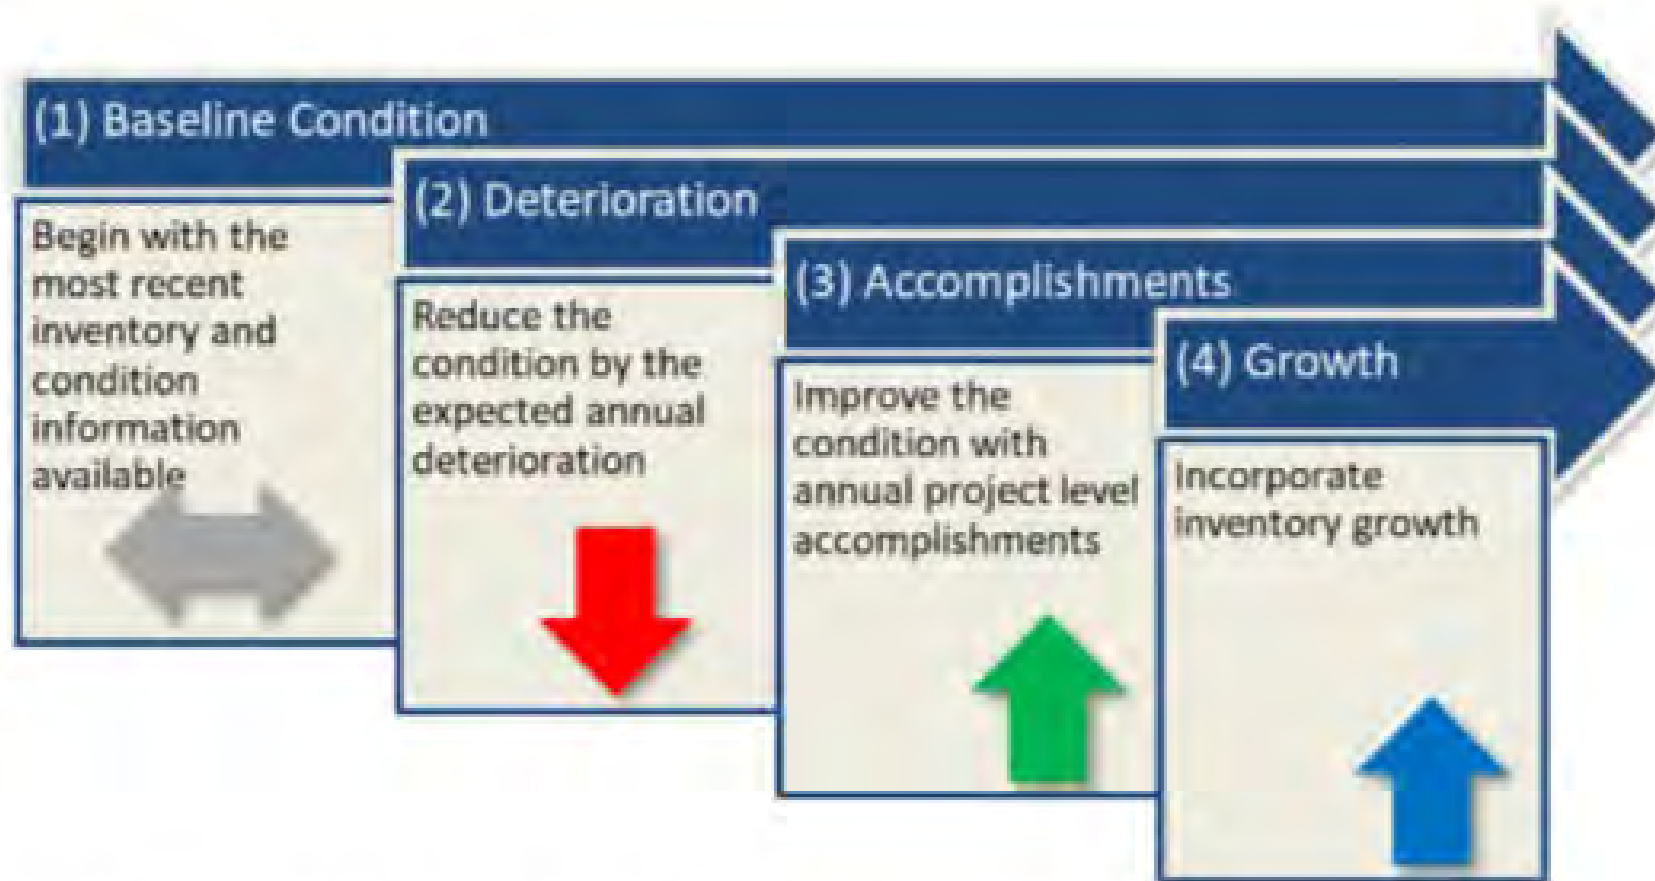 (1) Baseline Condition
Begin with the
most recent
inventory and
condition
information
available
(2) Deterioration
Reduce the
condition by the
expected annual
deterioration
(3) Accomplishments
Improve the
condition with
annual project level
accomplishments
(4) Growth
Incorporate
inventory growth